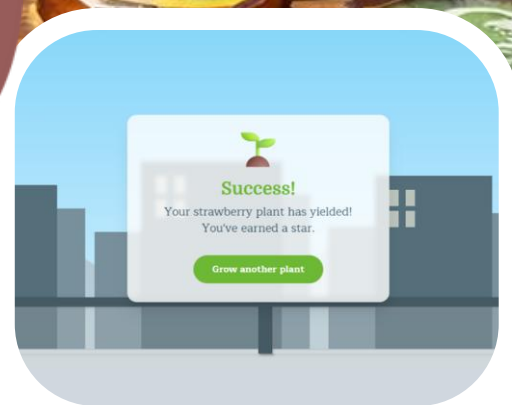 Success!
Your strawberry plant has yielded!
You've earned a star.
Grow another plant